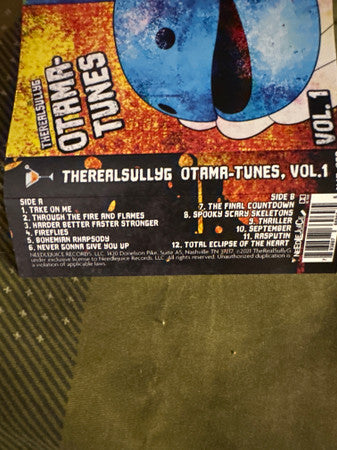 THEREALSULLYG
OTAMA-
TUNES
VOL. 1
THEREALSULLYG OTAMA-TUNES, VOL.1
SIDE A
1. TAKE ON ME
2. THROUGH THE FIRE AND FLAMES
3. HARDER BETTER FASTER STRONGER
4. FIREFLIES
5. BOHEMIAN RHAPSODY
6. NEVER GONNA GIVE YOU UP
SIDE B
7. THE FINAL COUNTDOWN
8. SPOOKY SCARY SKELETONS
9. THRILLER
10. SEPTEMBER
11. RASPUTIN
12. TOTAL ECLIPSE OF THE HEART
NEEDLEJUICE RECORDS, LLC. 1420 Donelson Pike, Suite A5, Nashville TN 37217. ©2021 TheRealSullyG
under exclusive license to Needlejuice Records, LLC. All rights reserved. Unauthorized duplication is
a violation of applicable laws.